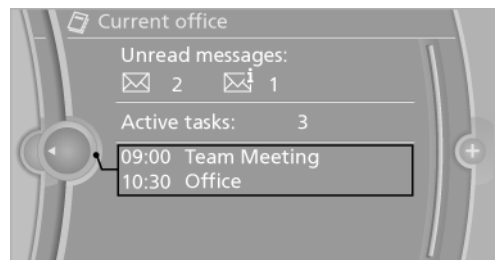 Current office
Unread messages:
2 1
Active tasks: 3
09:00 Team Meeting
10:30 Office